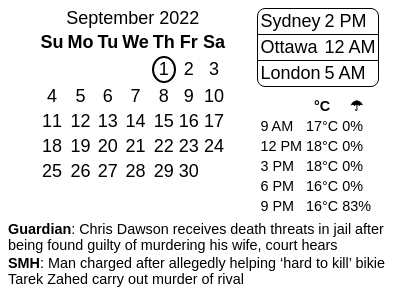 September 2022
Su Mo Tu We Th Fr Sa
1 2 3
4 5 6 7 8 9 10
11 12 13 14 15 16 17
18 19 20 21 22 23 24
25 26 27 28 29 30
Sydney 2 PM
Ottawa 12 AM
London 5 AM
°C ☂
9 AM 17°C 0%
12 PM 18°C 0%
3 PM 18°C 0%
6 PM 16°C 0%
9 PM 16°C 83%
Guardian: Chris Dawson receives death threats in jail after
being found guilty of murdering his wife, court hears
SMH: Man charged after allegedly helping ‘hard to kill’ bikie
Tarek Zahed carry out murder of rival